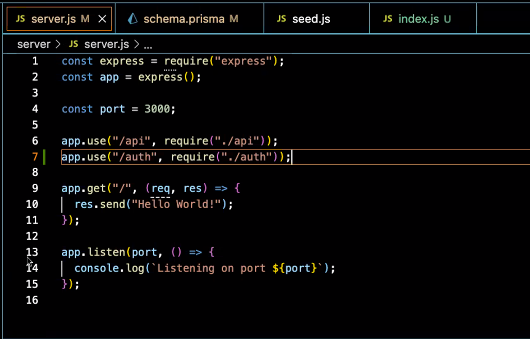 JS server.js M × schema.prisma M JS seed.js JS index.js U
server > JS server.js > ...
1 const express = require("express");
2 const app = express();
3
4 const port = 3000;
5
6 app.use("/api", require("./api"));
7 app.use("/auth", require("./auth"));
8
9 app.get("/", (req, res) => {
10 res.send("Hello World!");
11 });
12
13 app.listen(port, () => {
14 console.log(`Listening on port ${port}`);
15 });
16